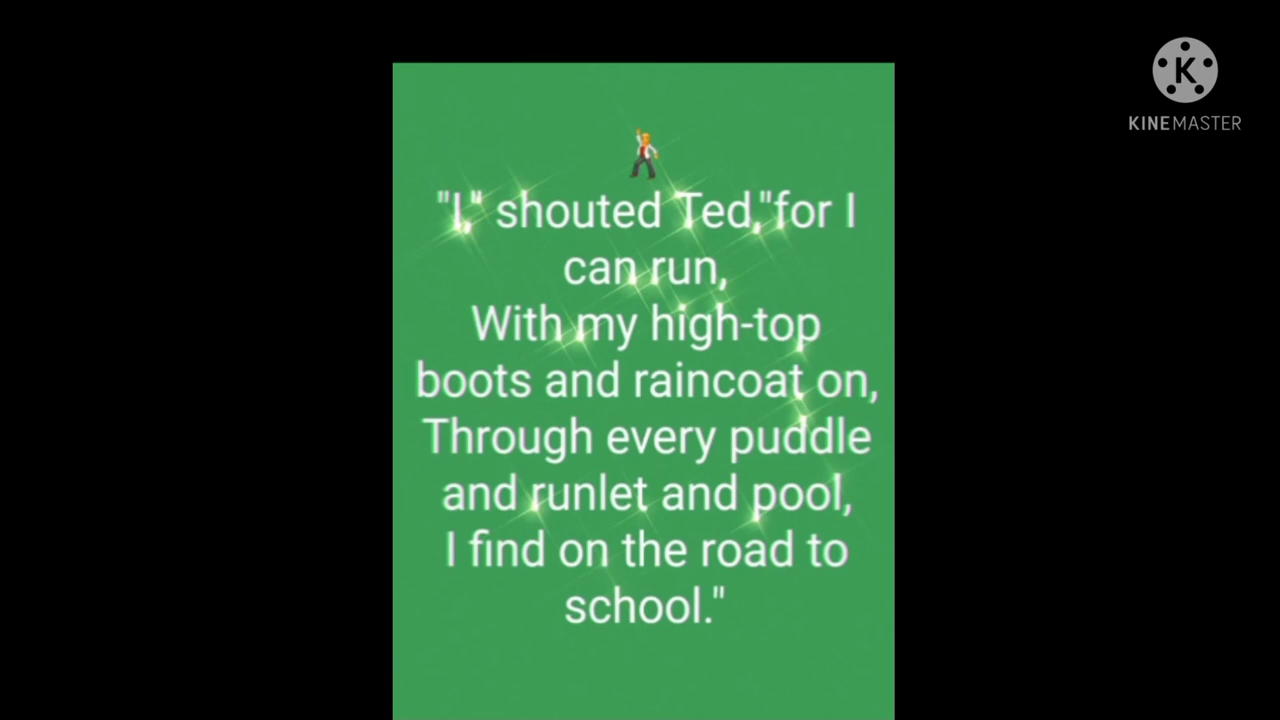 KINEMASTER
"I," shouted Ted,"for I
can run,
With my high-top
boots and raincoat on,
Through every puddle
and runlet and pool,
I find on the road to
school."